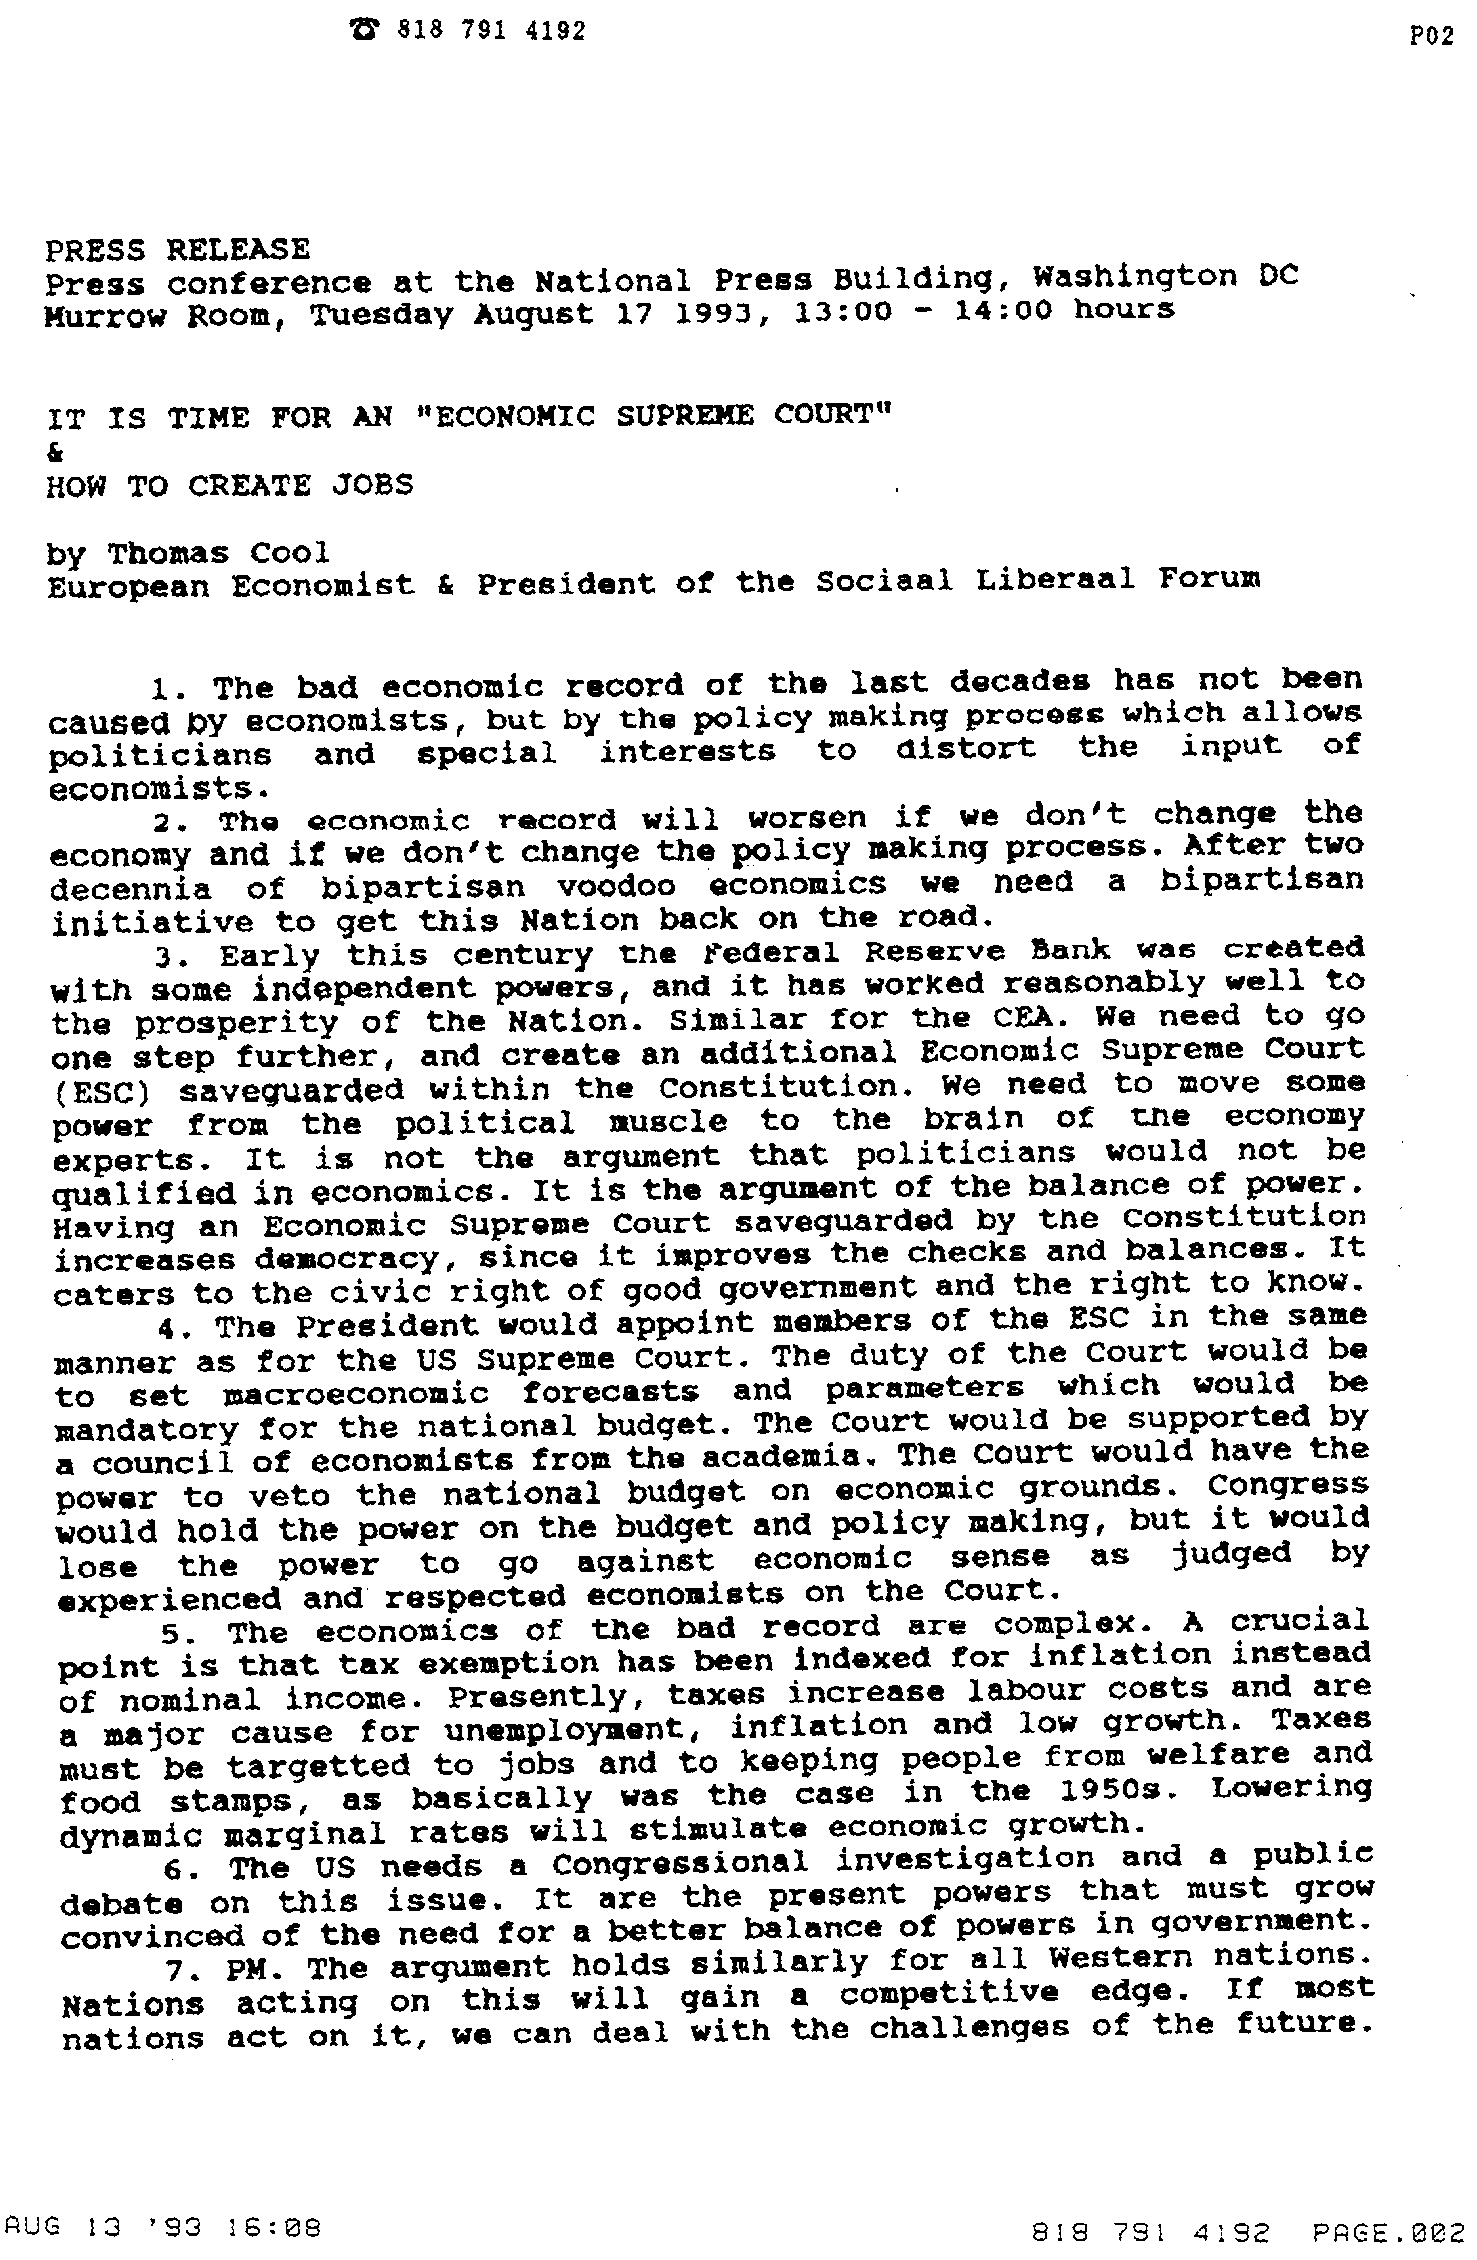 ☎ 818 791 4192 P02
PRESS RELEASE
Press conference at the National Press Building, Washington DC
Murrow Room, Tuesday August 17 1993, 13:00 - 14:00 hours
IT IS TIME FOR AN "ECONOMIC SUPREME COURT"
&
HOW TO CREATE JOBS
by Thomas Cool
European Economist & President of the Sociaal Liberaal Forum
1. The bad economic record of the last decades has not been
caused by economists, but by the policy making process which allows
politicians and special interests to distort the input of
economists.
2. The economic record will worsen if we don't change the
economy and if we don't change the policy making process. After two
decennia of bipartisan voodoo economics we need a bipartisan
initiative to get this Nation back on the road.
3. Early this century the Federal Reserve Bank was created
with some independent powers, and it has worked reasonably well to
the prosperity of the Nation. Similar for the CEA. We need to go
one step further, and create an additional Economic Supreme Court
(ESC) saveguarded within the Constitution. We need to move some
power from the political muscle to the brain of the economy
experts. It is not the argument that politicians would not be
qualified in economics. It is the argument of the balance of power.
Having an Economic Supreme Court saveguarded by the Constitution
increases democracy, since it improves the checks and balances. It
caters to the civic right of good government and the right to know.
4. The President would appoint members of the ESC in the same
manner as for the US Supreme Court. The duty of the Court would be
to set macroeconomic forecasts and parameters which would be
mandatory for the national budget. The Court would be supported by
a council of economists from the academia. The Court would have the
power to veto the national budget on economic grounds. Congress
would hold the power on the budget and policy making, but it would
lose the power to go against economic sense as judged by
experienced and respected economists on the Court.
5. The economics of the bad record are complex. A crucial
point is that tax exemption has been indexed for inflation instead
of nominal income. Presently, taxes increase labour costs and are
a major cause for unemployment, inflation and low growth. Taxes
must be targetted to jobs and to keeping people from welfare and
food stamps, as basically was the case in the 1950s. Lowering
dynamic marginal rates will stimulate economic growth.
6. The US needs a Congressional investigation and a public
debate on this issue. It are the present powers that must grow
convinced of the need for a better balance of powers in government.
7. PM. The argument holds similarly for all Western nations.
Nations acting on this will gain a competitive edge. If most
nations act on it, we can deal with the challenges of the future.
AUG 13 '93 16:08 818 791 4192 PAGE.002